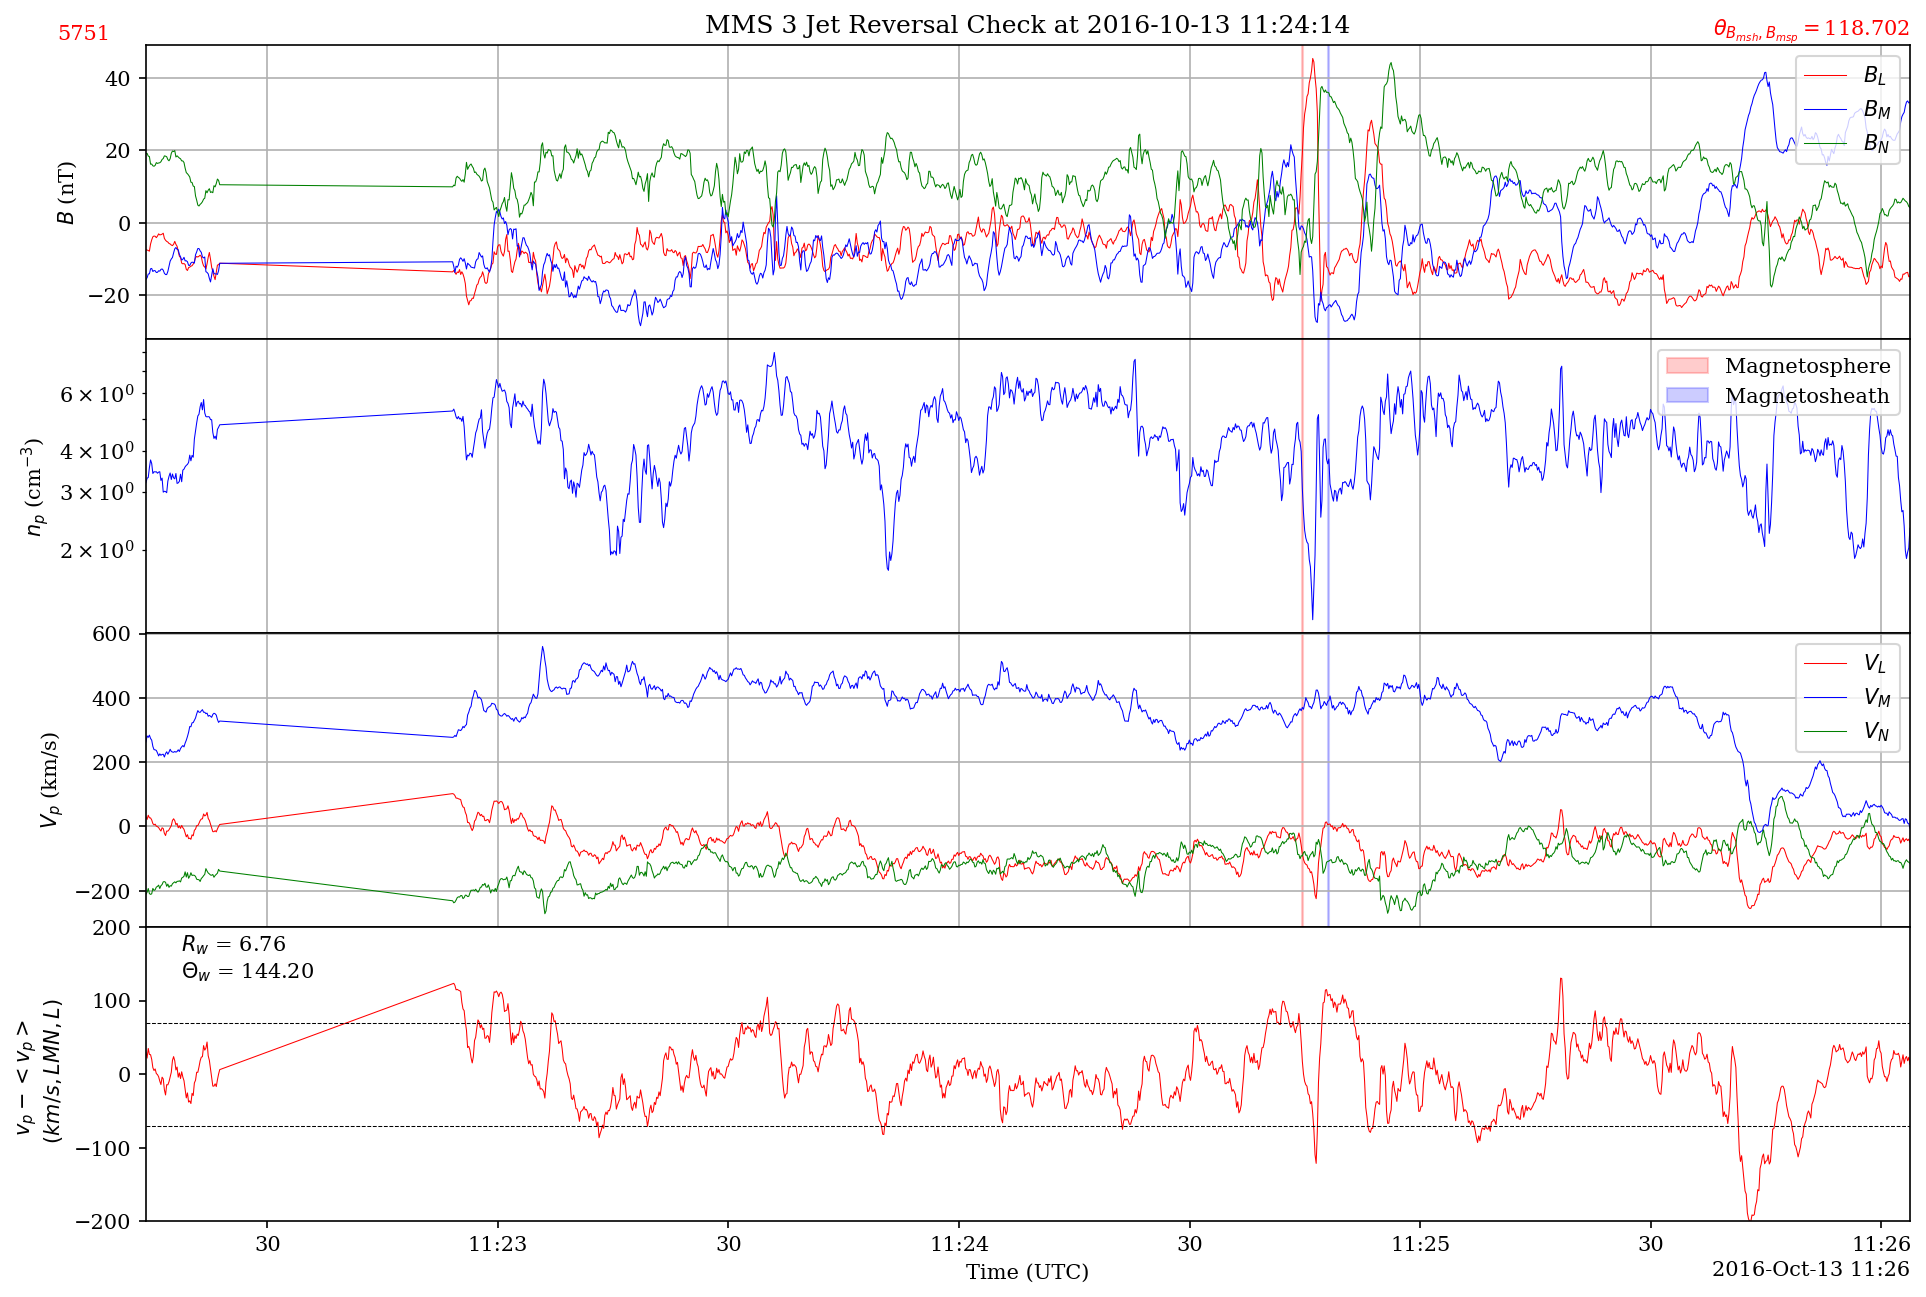 MMS 3 Jet Reversal Check at 2016-10-13 11:24:14
5751
θ_{B_{msh}, B_{msp}} = 118.702
B (nT)
40
20
0
−20
B_L
B_M
B_N
n_p (cm^{−3})
6 × 10^0
4 × 10^0
3 × 10^0
2 × 10^0
Magnetosphere
Magnetosheath
V_p (km/s)
600
400
200
0
−200
V_L
V_M
V_N
v_p − < v_p >
(km/s, LMN, L)
200
100
0
−100
−200
R_w = 6.76
Θ_w = 144.20
30 11:23 30 11:24 30 11:25 30 11:26
Time (UTC)
2016-Oct-13 11:26